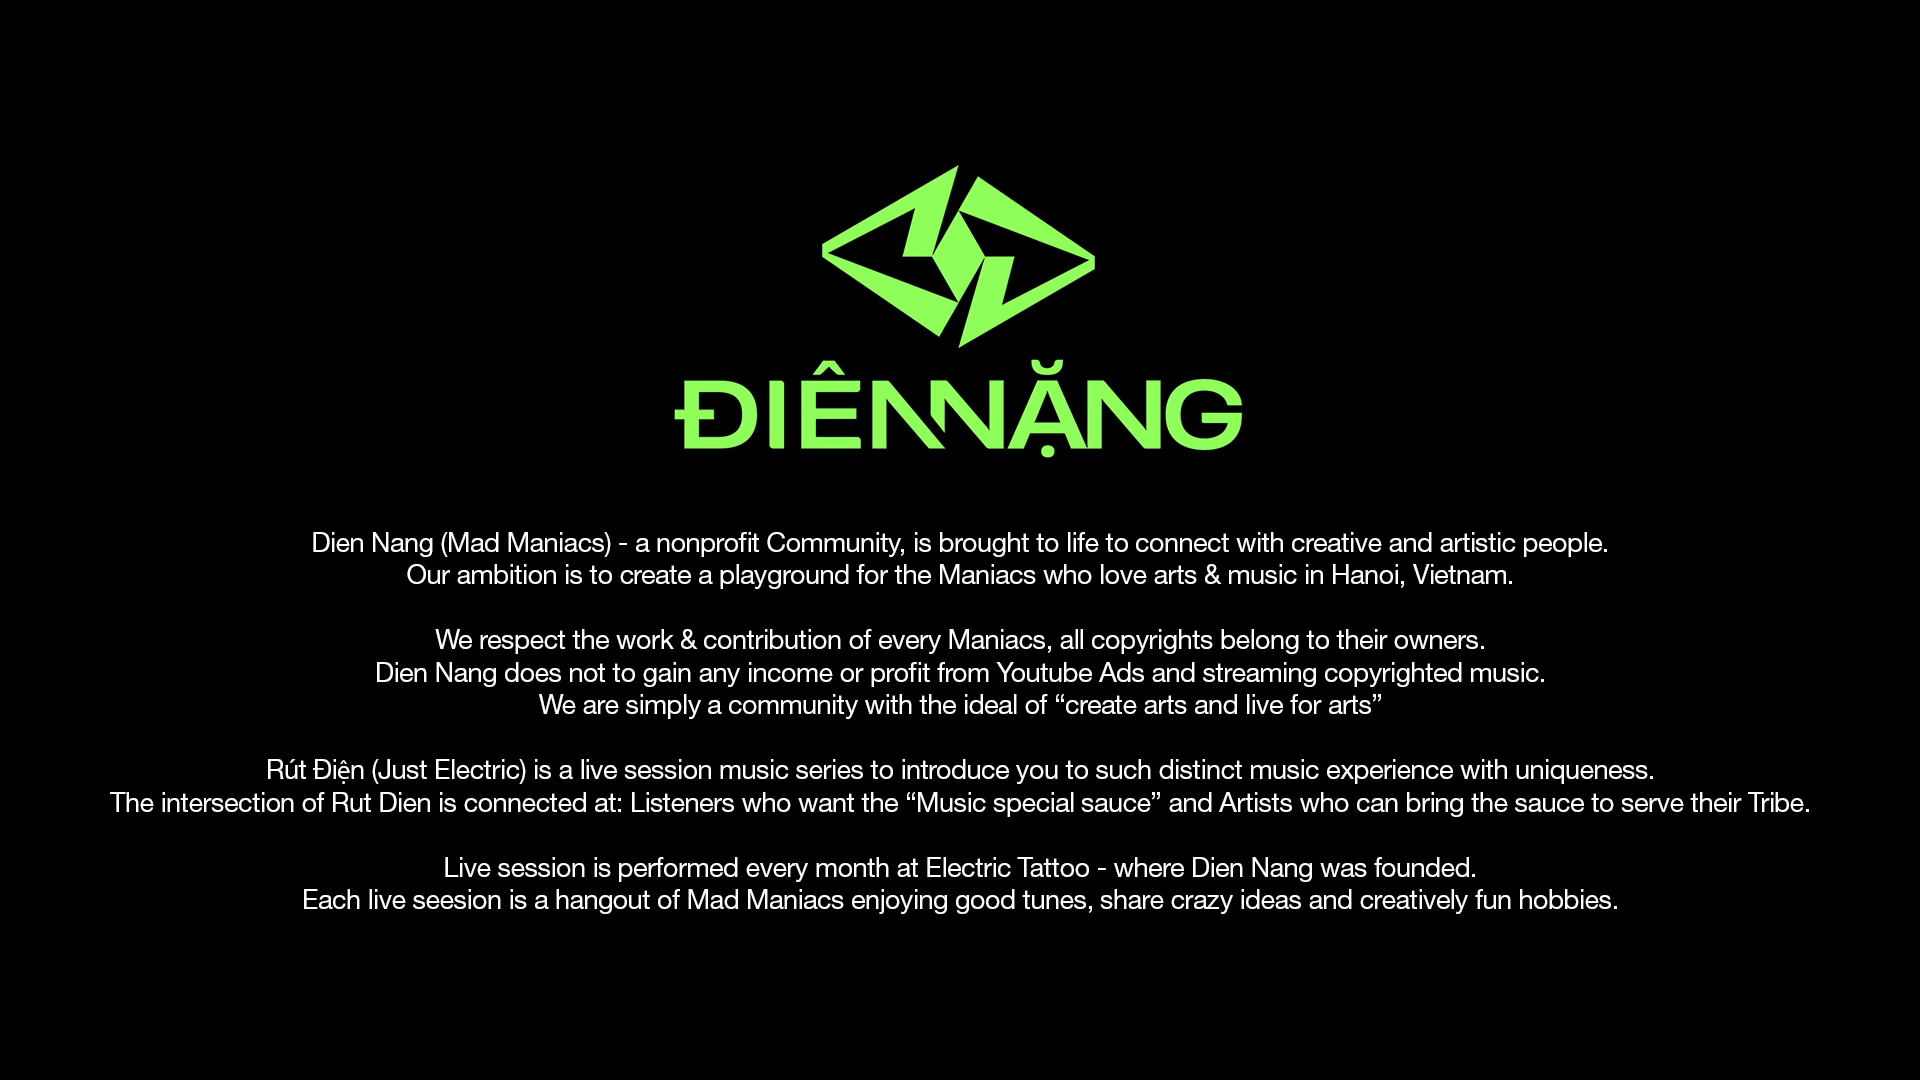 ĐIÊNNẶNG
Dien Nang (Mad Maniacs) - a nonprofit Community, is brought to life to connect with creative and artistic people.
Our ambition is to create a playground for the Maniacs who love arts & music in Hanoi, Vietnam.
We respect the work & contribution of every Maniacs, all copyrights belong to their owners.
Dien Nang does not to gain any income or profit from Youtube Ads and streaming copyrighted music.
We are simply a community with the ideal of “create arts and live for arts”
Rút Điện (Just Electric) is a live session music series to introduce you to such distinct music experience with uniqueness.
The intersection of Rut Dien is connected at: Listeners who want the “Music special sauce” and Artists who can bring the sauce to serve their Tribe.
Live session is performed every month at Electric Tattoo - where Dien Nang was founded.
Each live seesion is a hangout of Mad Maniacs enjoying good tunes, share crazy ideas and creatively fun hobbies.